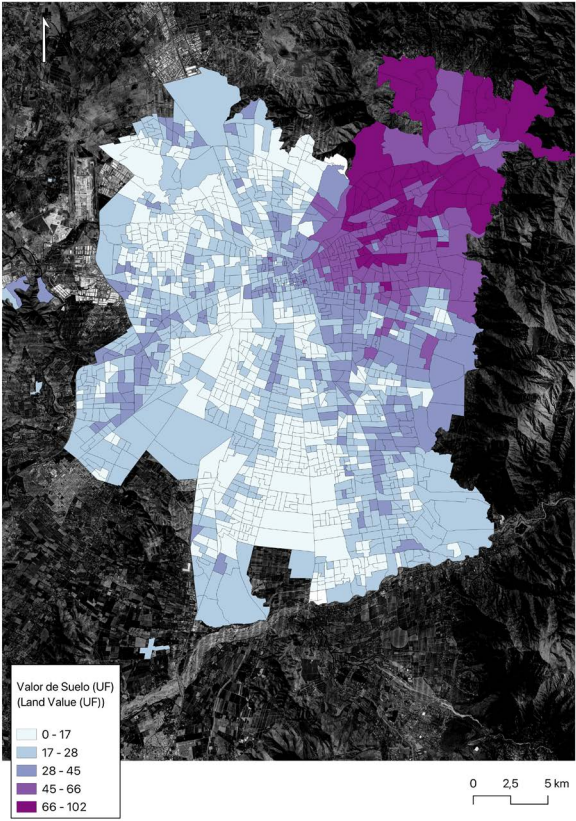 Valor de Suelo (UF)
(Land Value (UF))
0 - 17
17 - 28
28 - 45
45 - 66
66 - 102
0 2,5 5 km